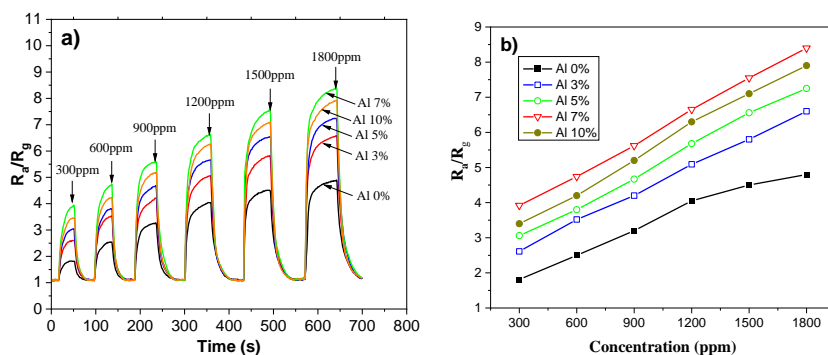 a)
300ppm
600ppm
900ppm
1200ppm
1500ppm
1800ppm
Al 7%
Al 10%
Al 5%
Al 3%
Al 0%
Ra/Rg
11
10
9
8
7
6
5
4
3
2
1
0
0 100 200 300 400 500 600 700 800
Time (s)
b)
Al 0%
Al 3%
Al 5%
Al 7%
Al 10%
Ra/Rg
9
8
7
6
5
4
3
2
1
300 600 900 1200 1500 1800
Concentration (ppm)